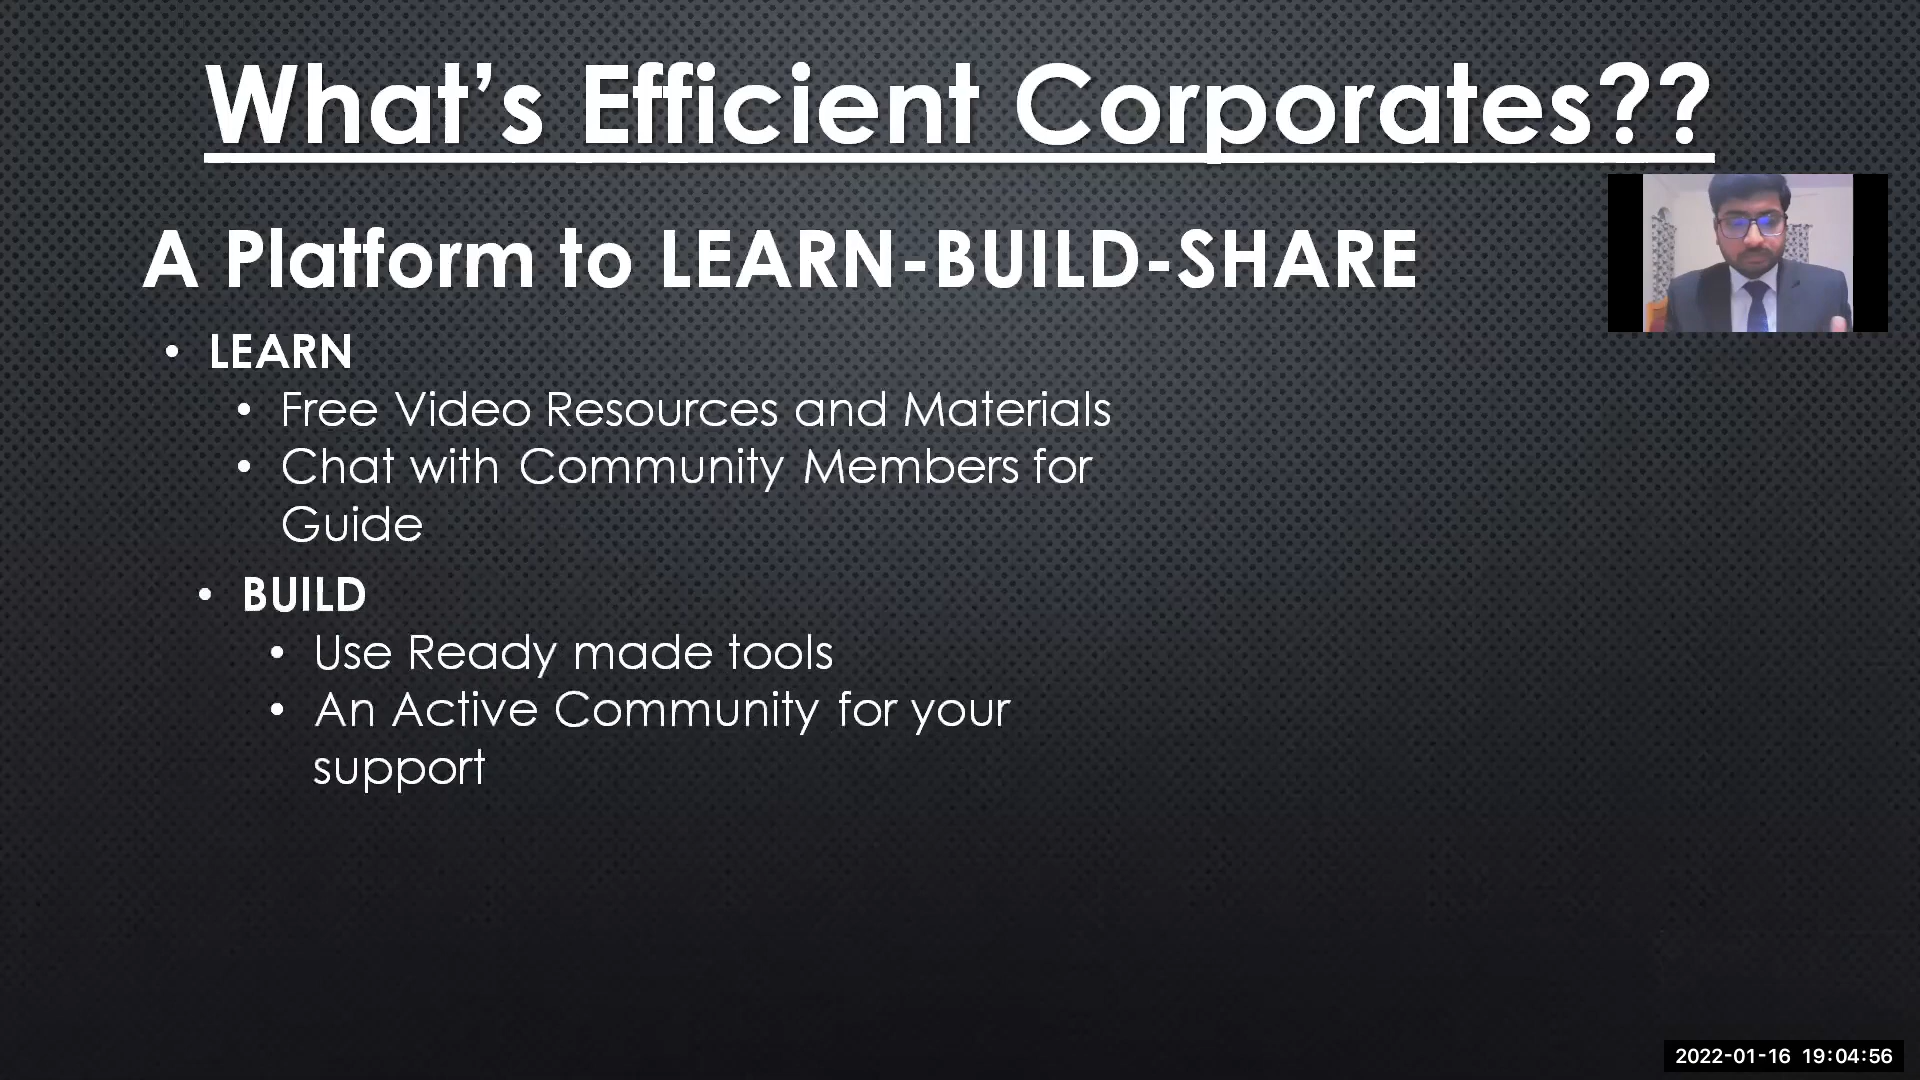 What's Efficient Corporates??
A Platform to LEARN-BUILD-SHARE
• LEARN
• Free Video Resources and Materials
• Chat with Community Members for
Guide
• BUILD
• Use Ready made tools
• An Active Community for your
support
2022-01-16 19:04:56